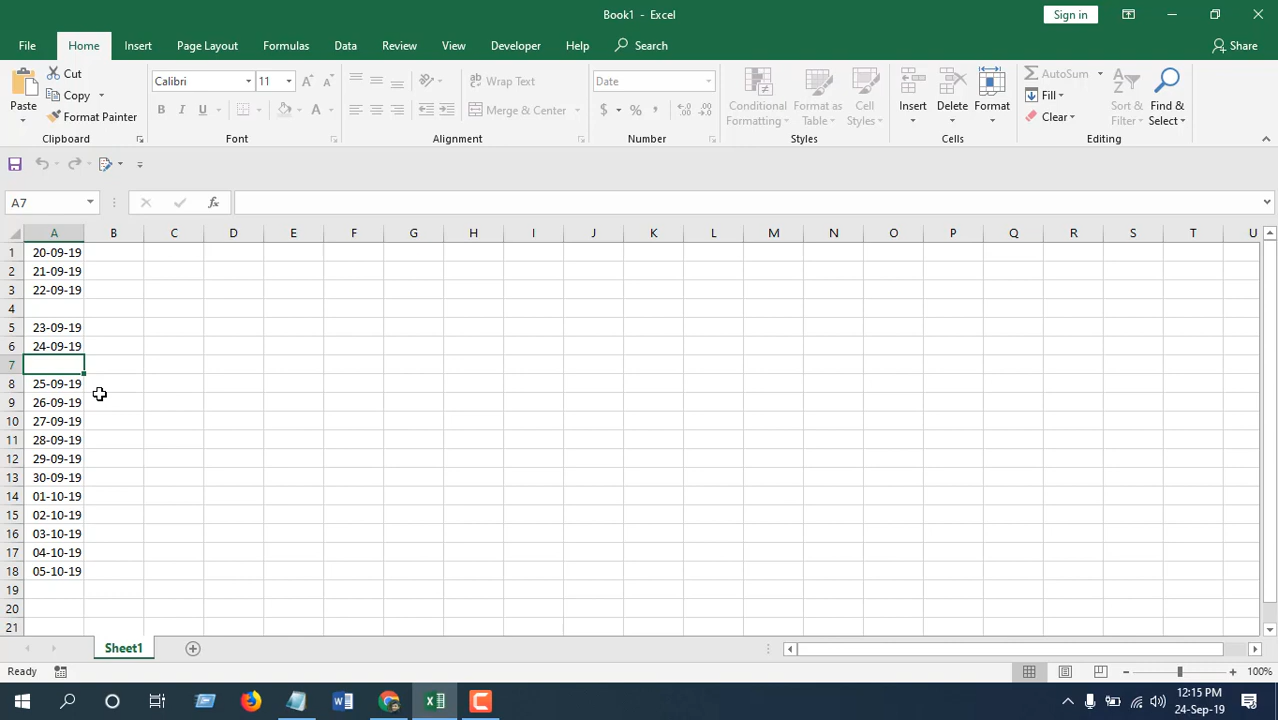 Book1 - Excel
Sign in
File Home Insert Page Layout Formulas Data Review View Developer Help Search Share
Paste
Cut
Copy
Format Painter
Clipboard
Calibri 11
B I U
Font
Wrap Text
Merge & Center
Alignment
Date
$ % ,
Number
Conditional Formatting
Format as Table
Cell Styles
Styles
Insert Delete Format
Cells
AutoSum
Fill
Clear
Sort & Filter
Find & Select
Editing
A7
fx
A B C D E F G H I J K L M N O P Q R S T U
1 20-09-19
2 21-09-19
3 22-09-19
4
5 23-09-19
6 24-09-19
7
8 25-09-19
9 26-09-19
10 27-09-19
11 28-09-19
12 29-09-19
13 30-09-19
14 01-10-19
15 02-10-19
16 03-10-19
17 04-10-19
18 05-10-19
19
20
21
Sheet1
Ready
100%
12:15 PM
24-Sep-19